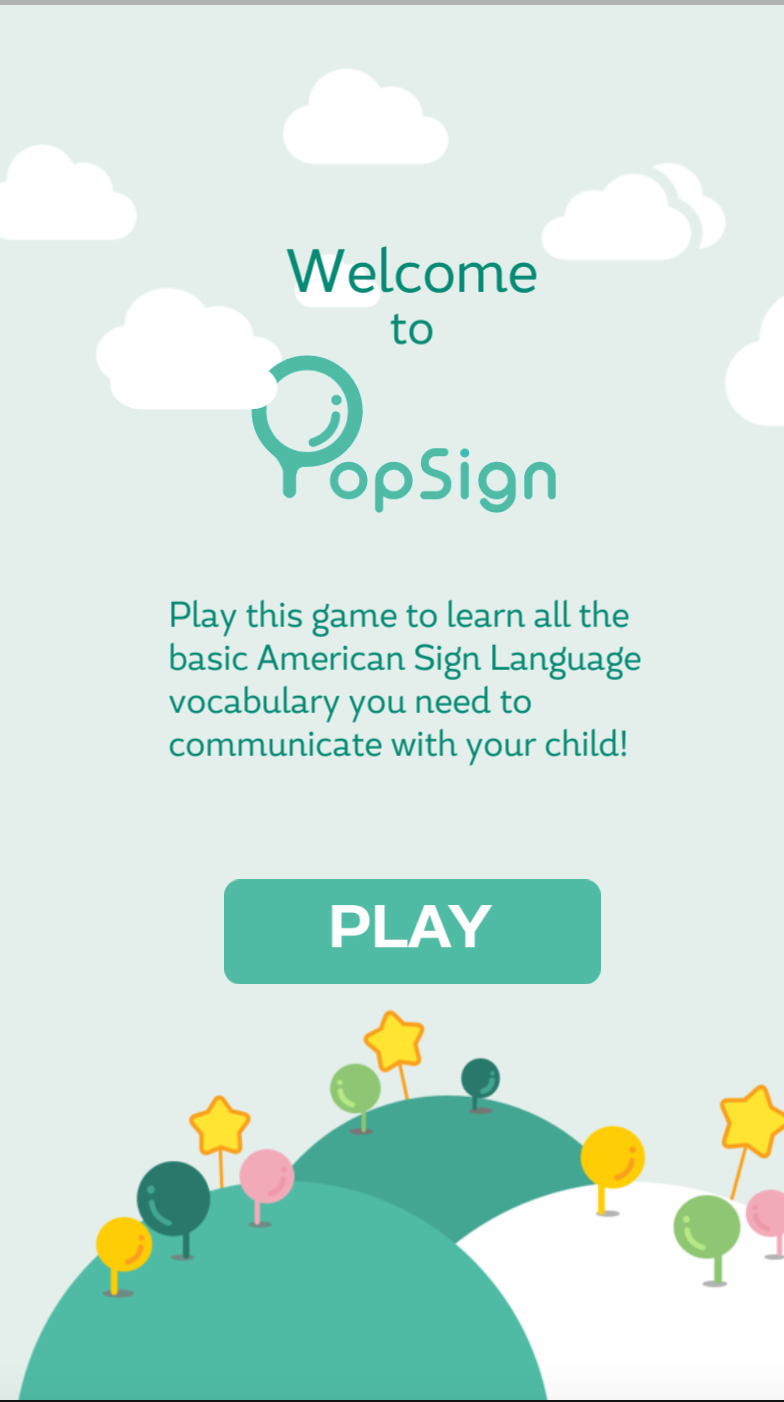 Welcome
to
PopSign
Play this game to learn all the
basic American Sign Language
vocabulary you need to
communicate with your child!
PLAY